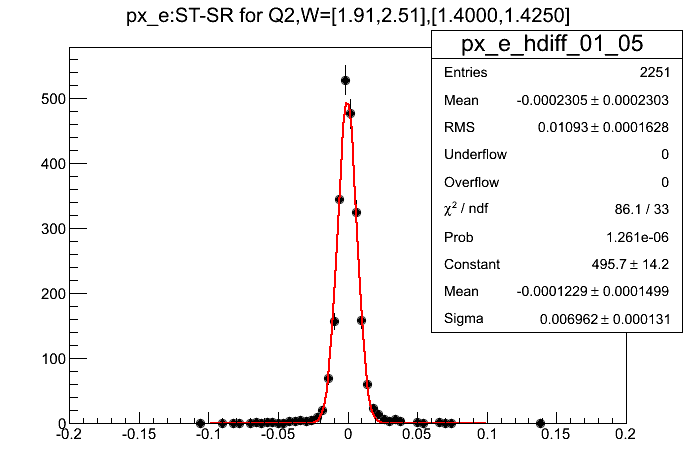 px_e:ST-SR for Q2,W=[1.91,2.51],[1.4000,1.4250]
px_e_hdiff_01_05
Entries 2251
Mean -0.0002305 ± 0.0002303
RMS 0.01093 ± 0.0001628
Underflow 0
Overflow 0
χ² / ndf 86.1 / 33
Prob 1.261e-06
Constant 495.7 ± 14.2
Mean -0.0001229 ± 0.0001499
Sigma 0.006962 ± 0.000131
500
400
300
200
100
0
-0.2 -0.15 -0.1 -0.05 0 0.05 0.1 0.15 0.2